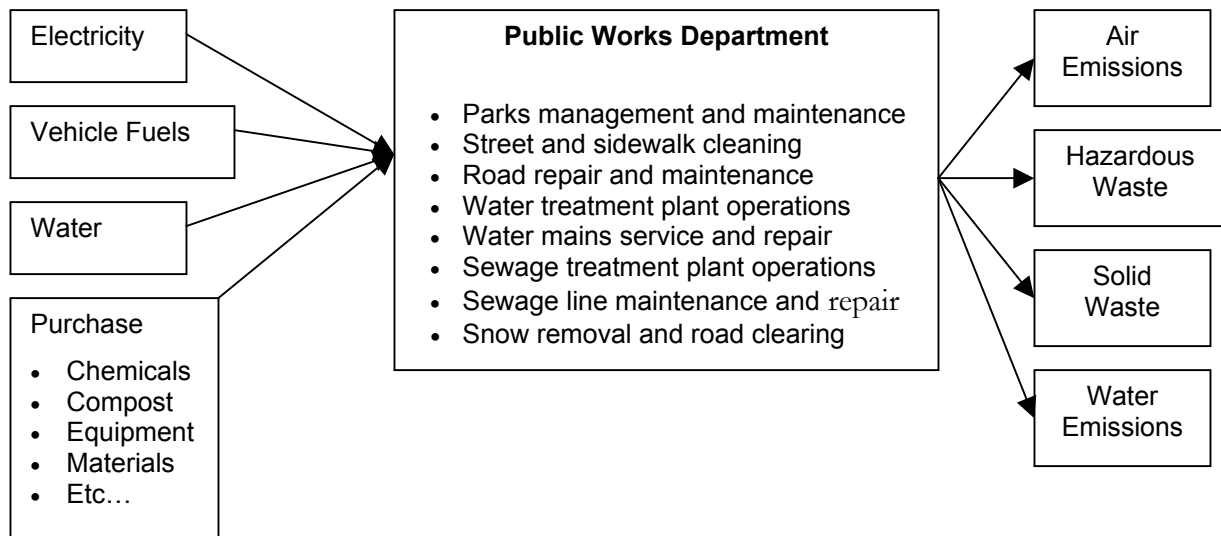 Electricity
Vehicle Fuels
Water
Purchase
• Chemicals
• Compost
• Equipment
• Materials
• Etc…
Public Works Department
• Parks management and maintenance
• Street and sidewalk cleaning
• Road repair and maintenance
• Water treatment plant operations
• Water mains service and repair
• Sewage treatment plant operations
• Sewage line maintenance and repair
• Snow removal and road clearing
Air
Emissions
Hazardous
Waste
Solid
Waste
Water
Emissions